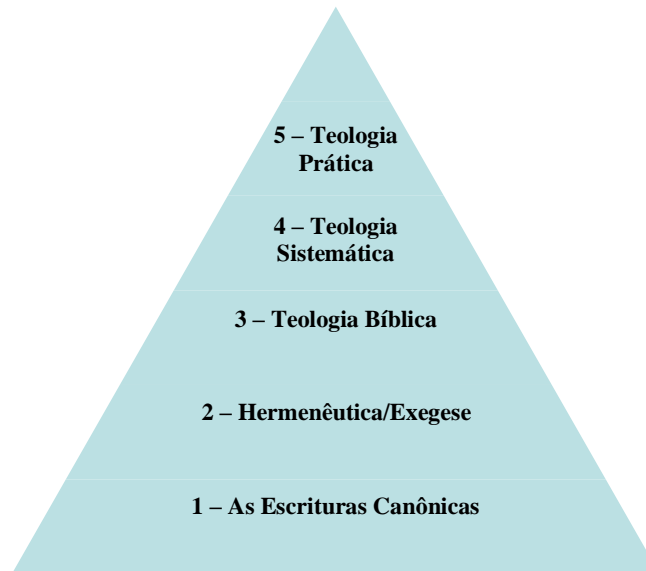 5 – Teologia
Prática
4 – Teologia
Sistemática
3 – Teologia Bíblica
2 – Hermenêutica/Exegese
1 – As Escrituras Canônicas